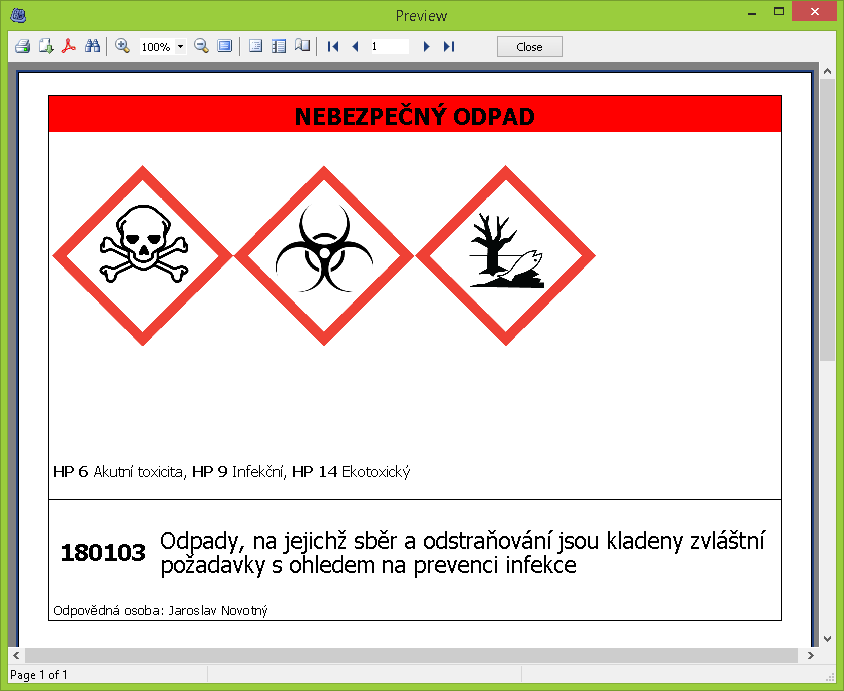 Preview
100%
1
Close
NEBEZPEČNÝ ODPAD
HP 6 Akutní toxicita, HP 9 Infekční, HP 14 Ekotoxický
180103
Odpady, na jejichž sběr a odstraňování jsou kladeny zvláštní
požadavky s ohledem na prevenci infekce
Odpovědná osoba: Jaroslav Novotný
Page 1 of 1